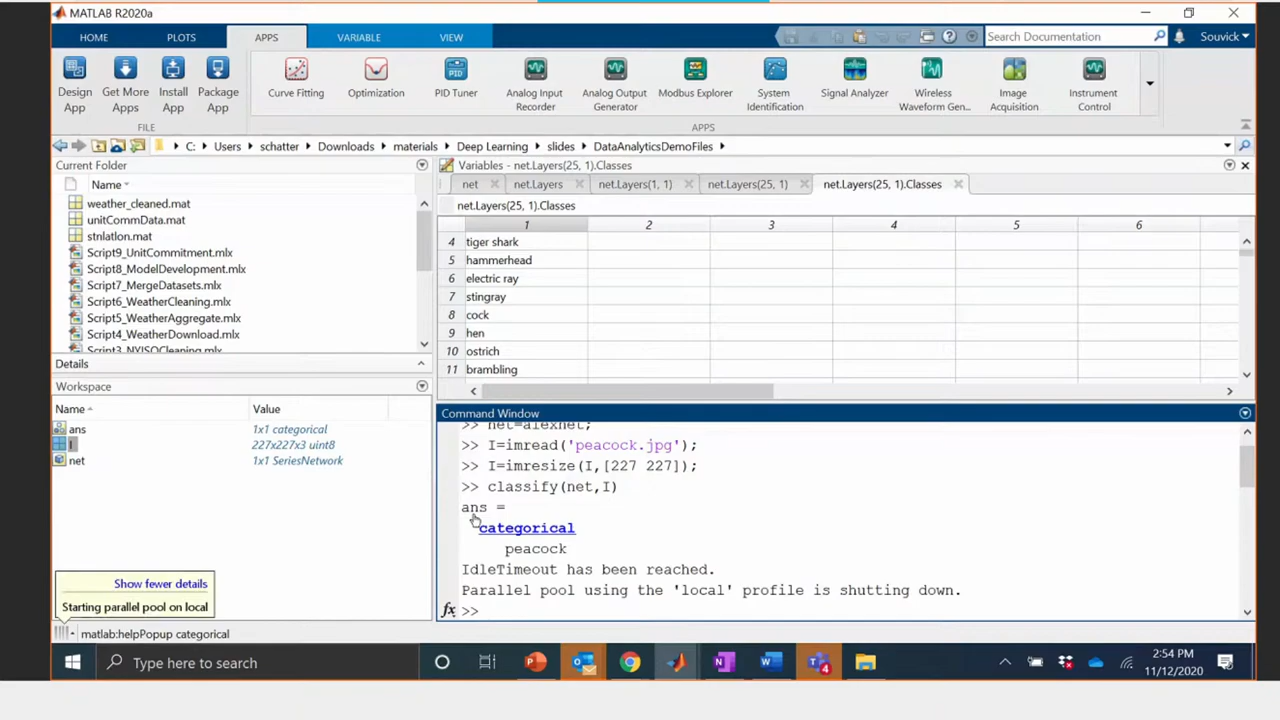 MATLAB R2020a
HOME PLOTS APPS VARIABLE VIEW Search Documentation Souvick
Design App
Get More Apps
Install App
Package App
Curve Fitting
Optimization
PID Tuner
Analog Input Recorder
Analog Output Generator
Modbus Explorer
System Identification
Signal Analyzer
Wireless Waveform Gen...
Image Acquisition
Instrument Control
FILE APPS
C: Users schatter Downloads materials Deep Learning slides DataAnalyticsDemoFiles
Current Folder
Name
weather_cleaned.mat
unitCommData.mat
stnlatlon.mat
Script9_UnitCommitment.mlx
Script8_ModelDevelopment.mlx
Script7_MergeDatasets.mlx
Script6_WeatherCleaning.mlx
Script5_WeatherAggregate.mlx
Script4_WeatherDownload.mlx
Script3_NYISOCleaning.mlx
Details
Workspace
Name Value
ans 1x1 categorical
I 227x227x3 uint8
net 1x1 SeriesNetwork
Show fewer details
Starting parallel pool on local
matlab:helpPopup categorical
Variables - net.Layers(25, 1).Classes
net net.Layers net.Layers(1, 1) net.Layers(25, 1) net.Layers(25, 1).Classes
net.Layers(25, 1).Classes
1 2 3 4 5 6
4 tiger shark
5 hammerhead
6 electric ray
7 stingray
8 cock
9 hen
10 ostrich
11 brambling
Command Window
>> net=alexnet;
>> I=imread('peacock.jpg');
>> I=imresize(I,[227 227]);
>> classify(net,I)
ans =
categorical
peacock
IdleTimeout has been reached.
Parallel pool using the 'local' profile is shutting down.
fx >>
Type here to search
4
2:54 PM
11/12/2020